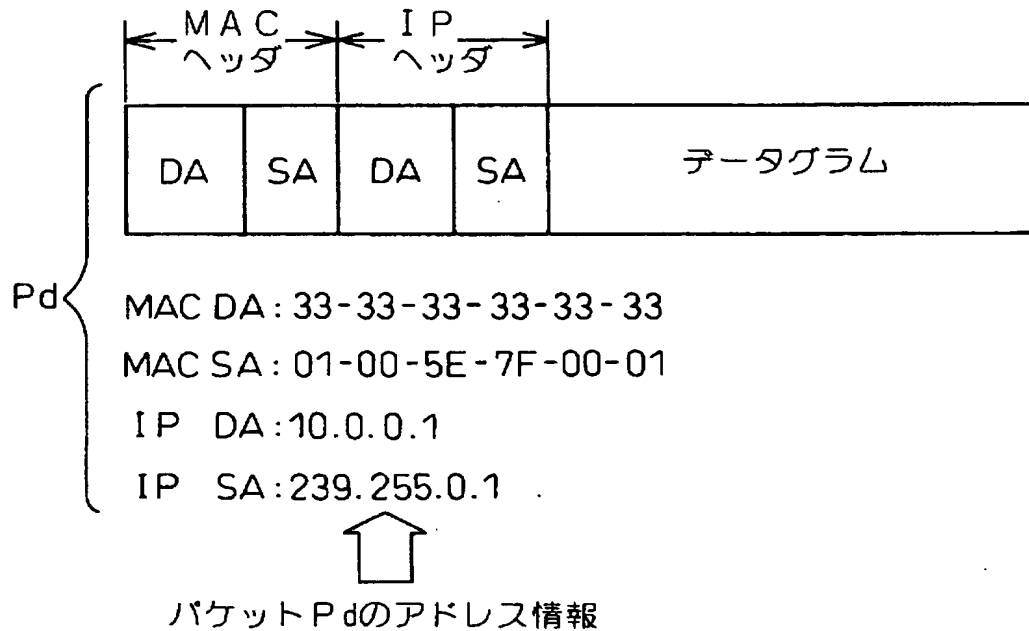 MAC ヘッダ
IP ヘッダ
DA
SA
DA
SA
データグラム
Pd
MAC DA:33-33-33-33-33-33
MAC SA:01-00-5E-7F-00-01
IP DA:10.0.0.1
IP SA:239.255.0.1
パケットPdのアドレス情報